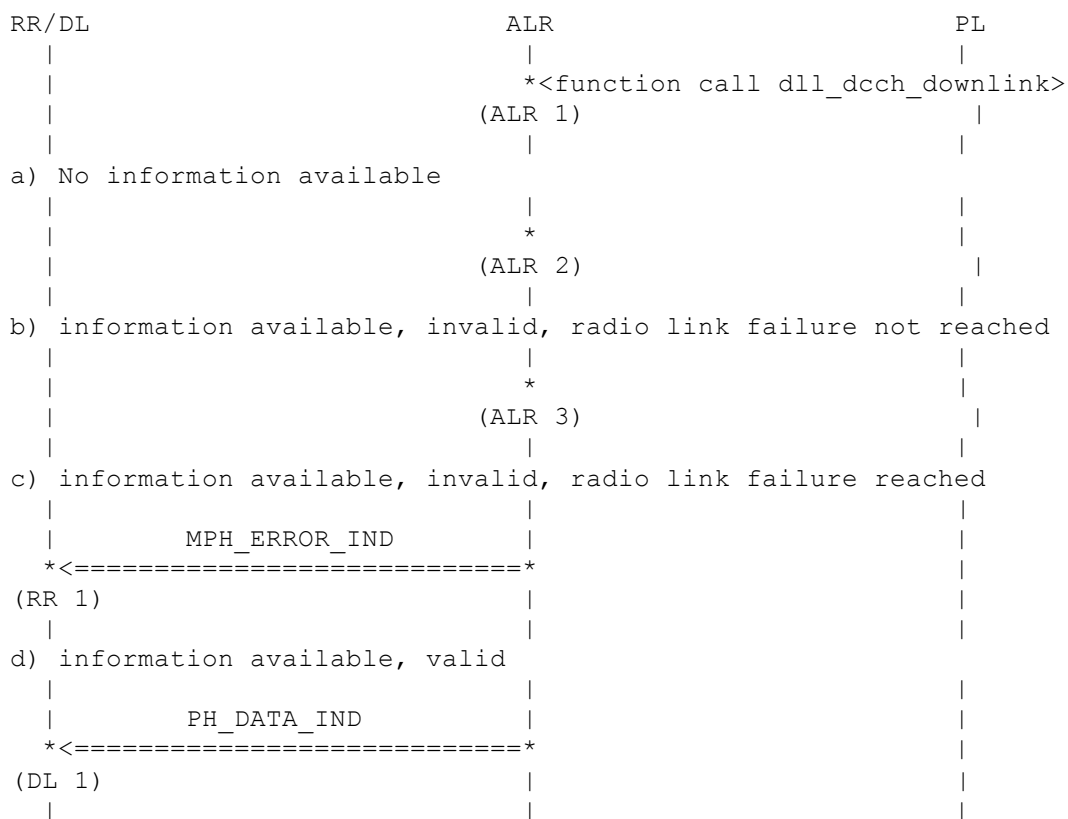 RR/DL ALR PL
*<function call dll_dcch_downlink>
(ALR 1)
a) No information available
*
(ALR 2)
b) information available, invalid, radio link failure not reached
*
(ALR 3)
c) information available, invalid, radio link failure reached
MPH_ERROR_IND
*<============================*
(RR 1)
d) information available, valid
PH_DATA_IND
*<============================*
(DL 1)